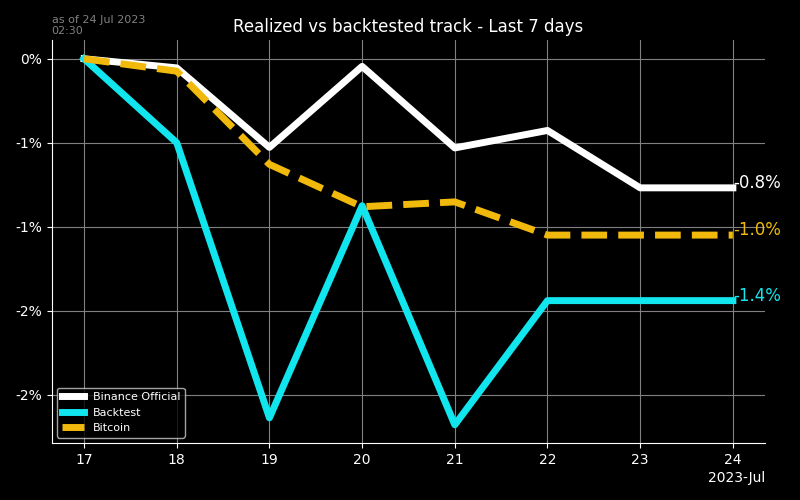 as of 24 Jul 2023
02:30
Realized vs backtested track - Last 7 days
0%
-1%
-1%
-2%
-2%
-0.8%
-1.0%
-1.4%
Binance Official
Backtest
Bitcoin
17 18 19 20 21 22 23 24
2023-Jul